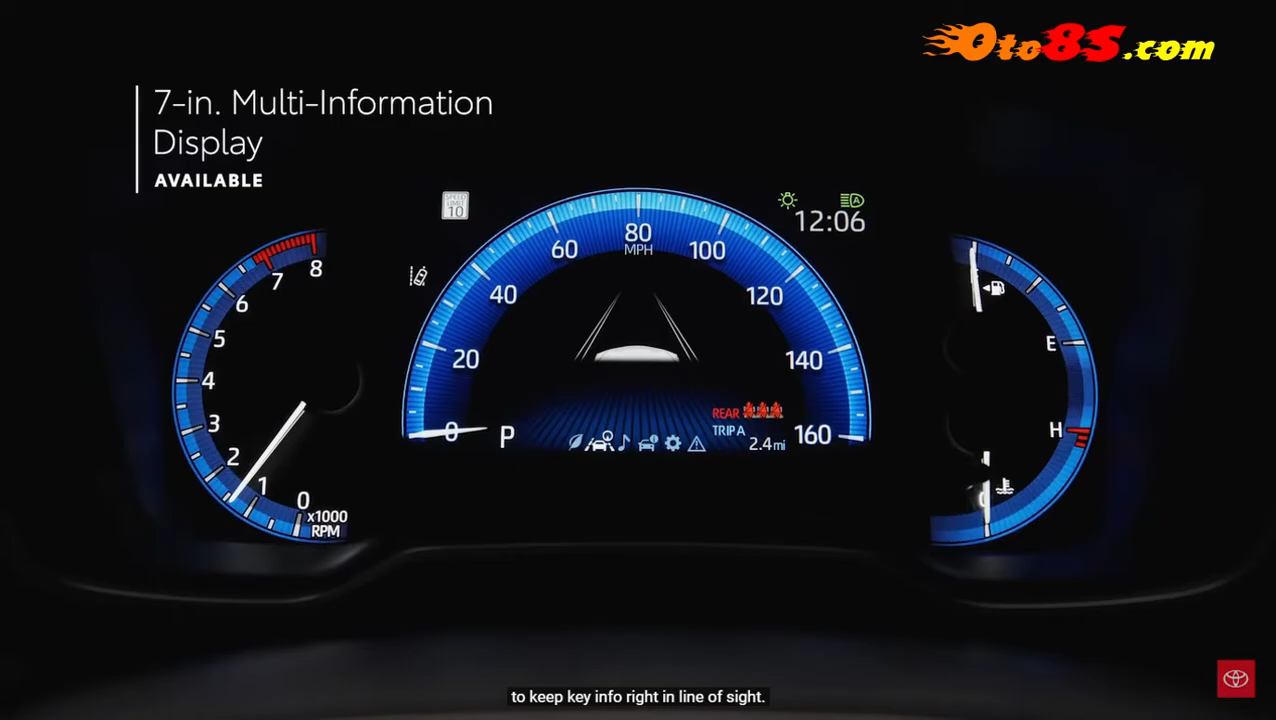 Oto8S.com
7-in. Multi-Information
Display
AVAILABLE
SPEED
LIMIT
10
A
12:06
8
7
6
5
4
3
2
1
0
x1000
RPM
0
20
40
60
80
MPH
100
120
140
160
P
REAR
TRIP A
2.4 mi
E
H
to keep key info right in line of sight.